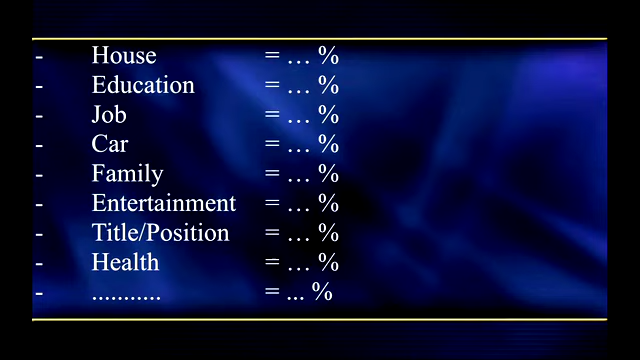 - House = … %
- Education = … %
- Job = … %
- Car = … %
- Family = … %
- Entertainment = … %
- Title/Position = … %
- Health = … %
- ........... = ... %